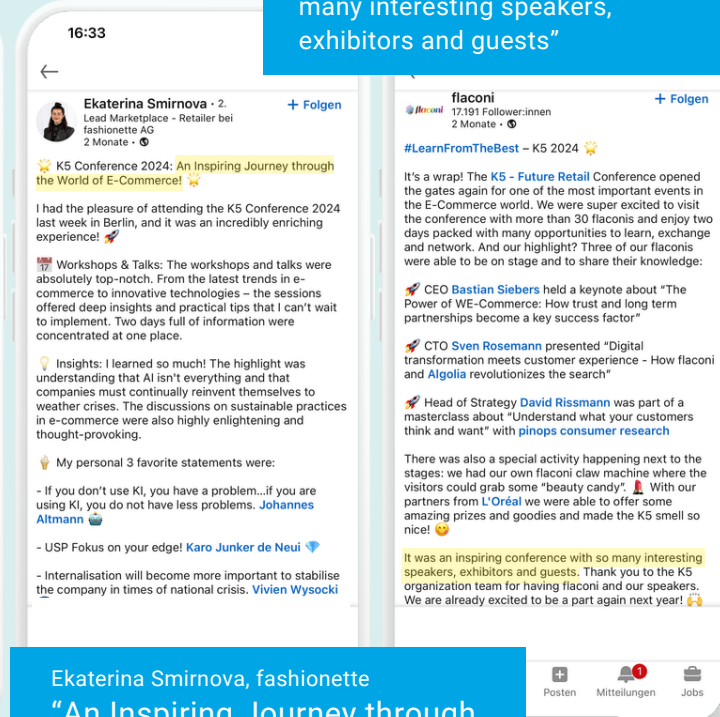 many interesting speakers,
exhibitors and guests”
16:33
Ekaterina Smirnova • 2.
+ Folgen
Lead Marketplace - Retailer bei
fashionette AG
2 Monate •
K5 Conference 2024: An Inspiring Journey through
the World of E-Commerce!
I had the pleasure of attending the K5 Conference 2024
last week in Berlin, and it was an incredibly enriching
experience! 🚀
📅 Workshops & Talks: The workshops and talks were
absolutely top-notch. From the latest trends in e-
commerce to innovative technologies – the sessions
offered deep insights and practical tips that I can’t wait
to implement. Two days full of information were
concentrated at one place.
💡 Insights: I learned so much! The highlight was
understanding that AI isn't everything and that
companies must continually reinvent themselves to
weather crises. The discussions on sustainable practices
in e-commerce were also highly enlightening and
thought-provoking.
🍦 My personal 3 favorite statements were:
- If you don’t use KI, you have a problem...if you are
using KI, you do not have less problems. Johannes
Altmann 🤖
- USP Fokus on your edge! Karo Junker de Neui 💎
- Internalisation will become more important to stabilise
the company in times of national crisis. Vivien Wysocki
flaconi
flaconi
+ Folgen
17.191 Follower:innen
2 Monate •
#LearnFromTheBest – K5 2024 🌟
It’s a wrap! The K5 - Future Retail Conference opened
the gates again for one of the most important events in
the E-Commerce world. We were super excited to visit
the conference with more than 30 flaconis and enjoy two
days packed with many opportunities to learn, exchange
and network. And our highlight? Three of our flaconis
were able to be on stage and to share their knowledge:
🚀 CEO Bastian Siebers held a keynote about “The
Power of WE-Commerce: How trust and long term
partnerships become a key success factor”
🚀 CTO Sven Rosemann presented “Digital
transformation meets customer experience - How flaconi
and Algolia revolutionizes the search”
🚀 Head of Strategy David Rissmann was part of a
masterclass about “Understand what your customers
think and want” with pinops consumer research
There was also a special activity happening next to the
stages: we had our own flaconi claw machine where the
visitors could grab some “beauty candy”. 💄 With our
partners from L'Oréal we were able to offer some
amazing prizes and goodies and made the K5 smell so
nice! 😋
It was an inspiring conference with so many interesting
speakers, exhibitors and guests. Thank you to the K5
organization team for having flaconi and our speakers.
We are already excited to be a part again next year! 🙌
1
Posten
Mitteilungen
Jobs
Ekaterina Smirnova, fashionette
“An Inspiring Journey through